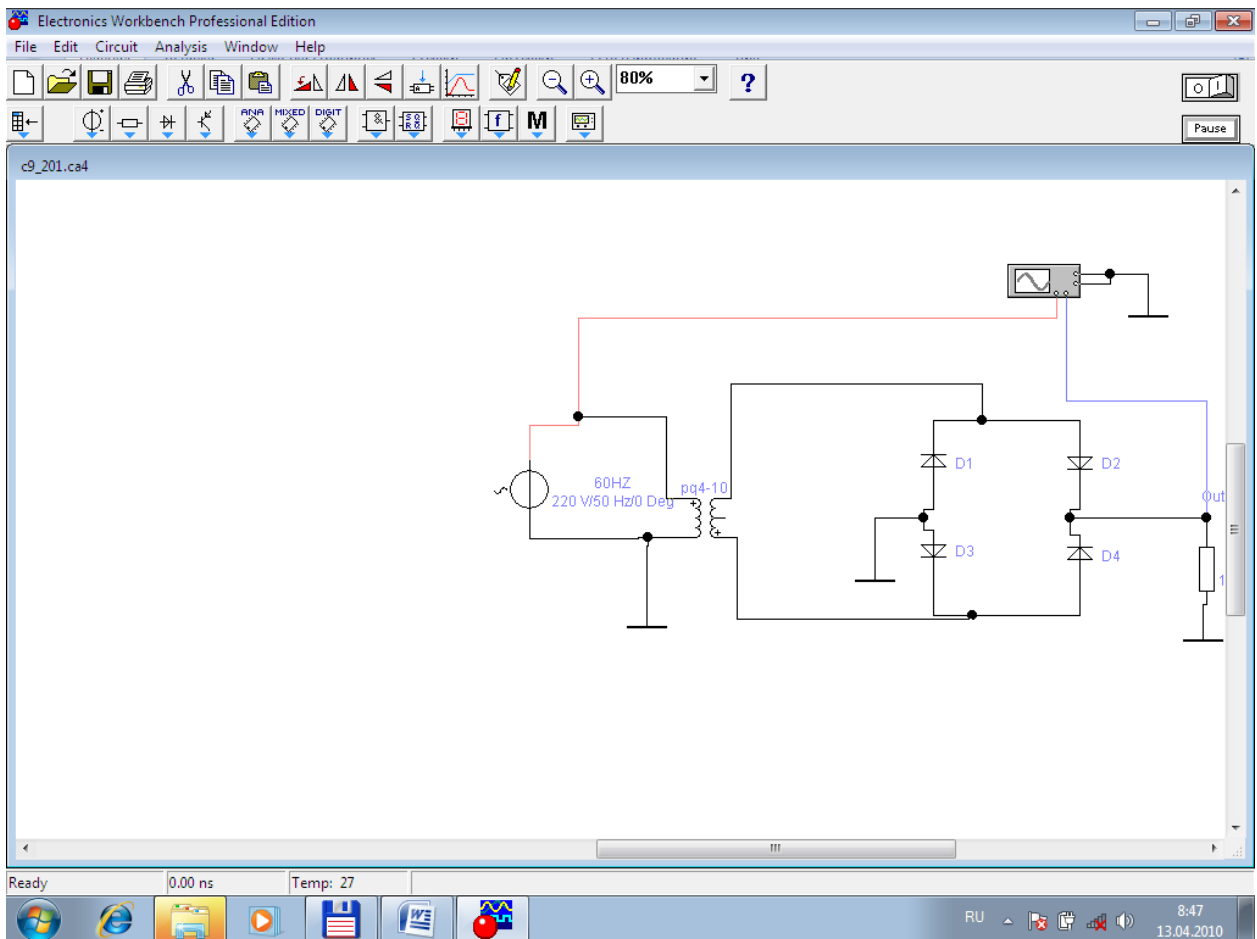 Electronics Workbench Professional Edition
File Edit Circuit Analysis Window Help
80% ?
ANA MIXED DIGIT & f M
Pause
c9_201.ca4
60HZ
220 V/50 Hz/0 Deg
pq4-10
D1 D2
Out
D3 D4
1
Ready 0.00 ns Temp: 27
RU 8:47
13.04.2010